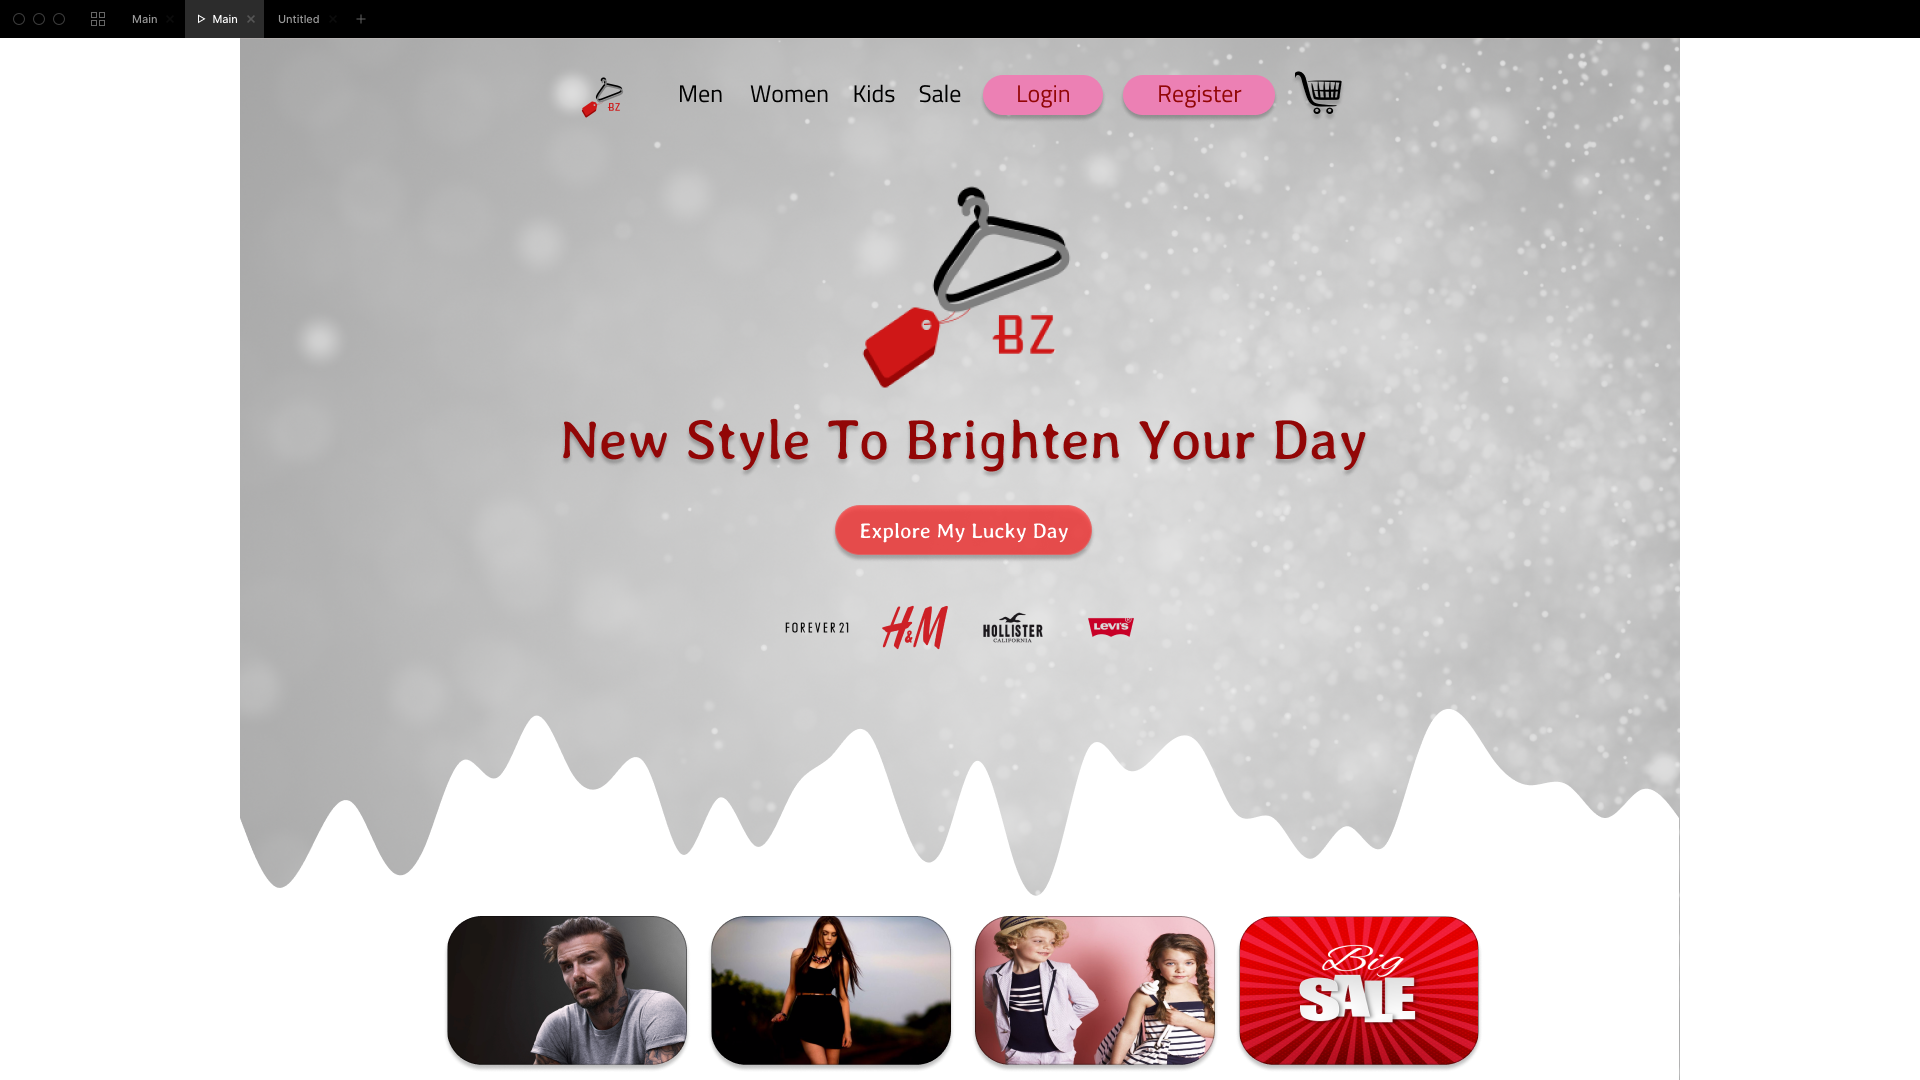 Main
Main
Untitled
BZ
Men Women Kids Sale Login Register
BZ
New Style To Brighten Your Day
Explore My Lucky Day
FOREVER 21
H&M
HOLLISTER
CALIFORNIA
Levi's
Big
SALE